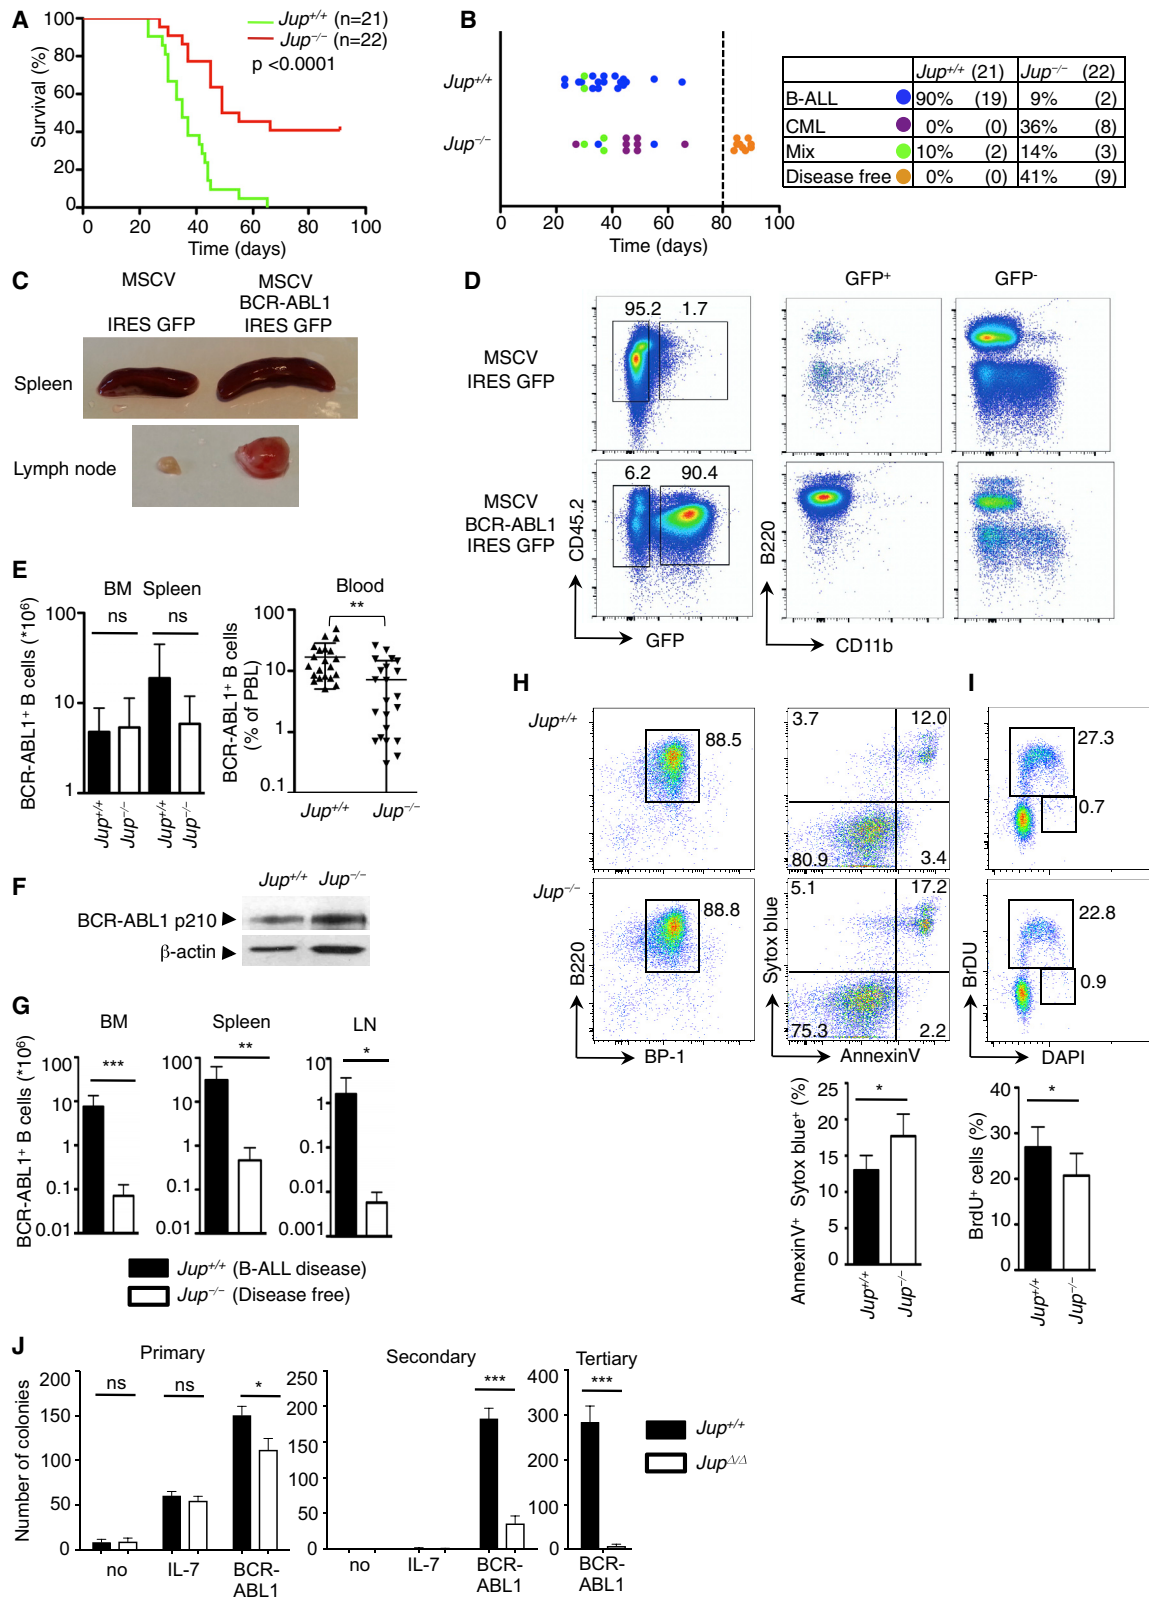 A
Jup+/+ (n=21)
Jup−/− (n=22)
p <0.0001
Survival (%)
100
80
60
40
20
0
0 20 40 60 80 100
Time (days)
B
Jup+/+
Jup−/−
0 20 40 60 80 100
Time (days)
Jup+/+ (21) Jup−/− (22)
B-ALL 90% (19) 9% (2)
CML 0% (0) 36% (8)
Mix 10% (2) 14% (3)
Disease free 0% (0) 41% (9)
C
MSCV
IRES GFP
MSCV
BCR-ABL1
IRES GFP
Spleen
Lymph node
D
GFP+ GFP-
MSCV
IRES GFP
95.2 1.7
MSCV
BCR-ABL1
IRES GFP
6.2 90.4
CD45.2
GFP
B220
CD11b
E
BM Spleen
ns ns
BCR-ABL1+ B cells (*10⁶)
100
10
1
Jup+/+
Jup−/−
Jup+/+
Jup−/−
Blood
**
BCR-ABL1+ B cells
(% of PBL)
100
10
1
0.1
Jup+/+ Jup−/−
F
Jup+/+ Jup−/−
BCR-ABL1 p210
β-actin
G
BM Spleen LN
*** ** *
BCR-ABL1+ B cells (*10⁶)
100
10
1
0.1
0.01
100
10
1
0.1
0.01
10
1
0.1
0.01
0.001
Jup+/+ (B-ALL disease)
Jup−/− (Disease free)
H
Jup+/+
88.5
3.7 12.0
80.9 3.4
Jup−/−
88.8
5.1 17.2
75.3 2.2
B220
BP-1
Sytox blue
AnnexinV
AnnexinV+ Sytox blue+ (%)
25
20
15
10
5
0
*
Jup+/+
Jup−/−
I
27.3
0.7
22.8
0.9
BrDU
DAPI
BrdU+ cells (%)
40
30
20
10
0
*
Jup+/+
Jup−/−
J
Primary Secondary Tertiary
Number of colonies
200
150
100
50
0
ns ns *
no IL-7 BCR-
ABL1
250
200
150
100
50
0
***
no IL-7 BCR-
ABL1
400
300
200
100
0
***
BCR-
ABL1
Jup+/+
JupΔ/Δ